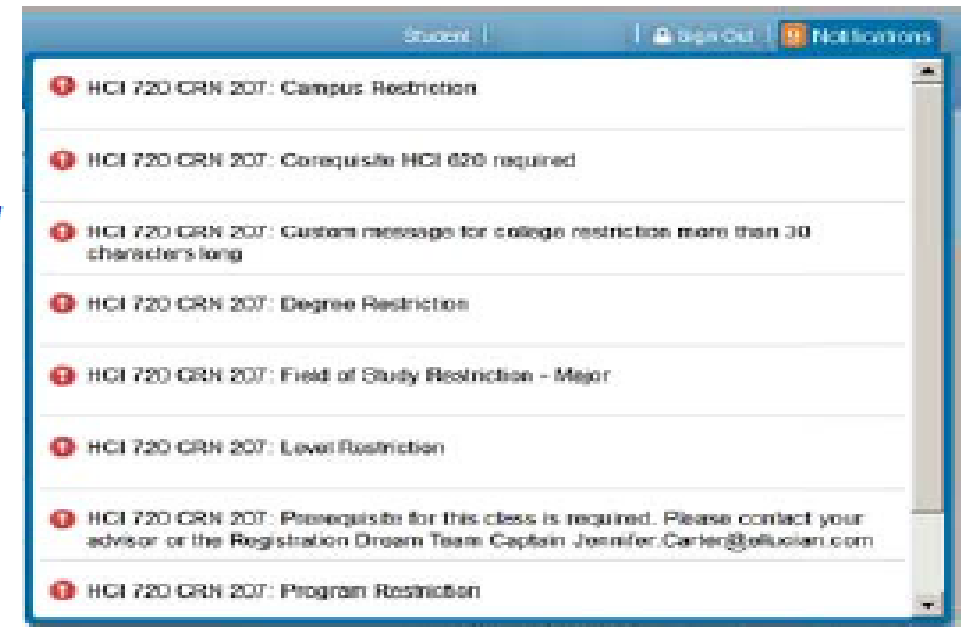 Student | | Sign Out | 9 Notifications
HCI 720 CRN 207: Campus Restriction
HCI 720 CRN 207: Corequisite HCI 620 required
HCI 720 CRN 207: Custom message for college restriction more than 30
characters long
HCI 720 CRN 207: Degree Restriction
HCI 720 CRN 207: Field of Study Restriction - Major
HCI 720 CRN 207: Level Restriction
HCI 720 CRN 207: Prerequisite for this class is required. Please contact your
advisor or the Registration Dream Team Captain Jennifer.Carter@ellucian.com
HCI 720 CRN 207: Program Restriction